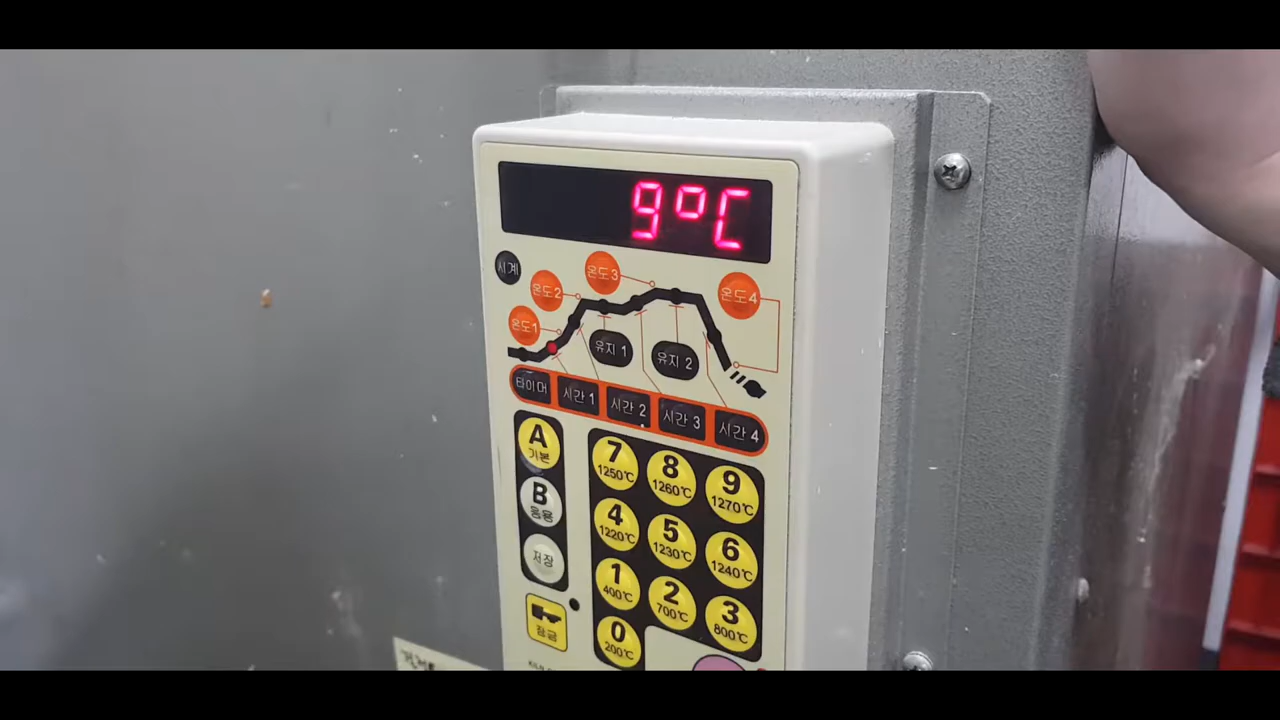 9°C
시계
온도1
온도2
온도3
온도4
유지 1
유지 2
타이머
시간 1
시간 2
시간 3
시간 4
A
기본
B
응용
저장
잠금
7
1250℃
8
1260℃
9
1270℃
4
1220℃
5
1230℃
6
1240℃
1
400℃
2
700℃
3
800℃
0
200℃